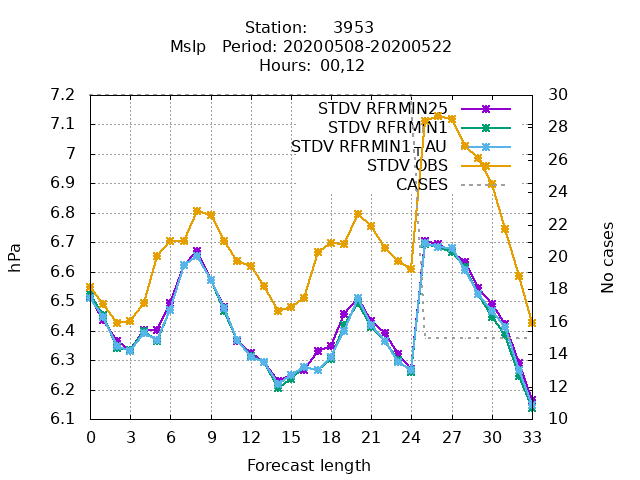 Station: 3953
Mslp Period: 20200508-20200522
Hours: 00,12
STDV RFRMIN25
STDV RFRMIN1
STDV RFRMIN1_AU
STDV OBS
CASES
7.2
7.1
7
6.9
6.8
6.7
6.6
6.5
6.4
6.3
6.2
6.1
hPa
30
28
26
24
22
20
18
16
14
12
10
No cases
0 3 6 9 12 15 18 21 24 27 30 33
Forecast length